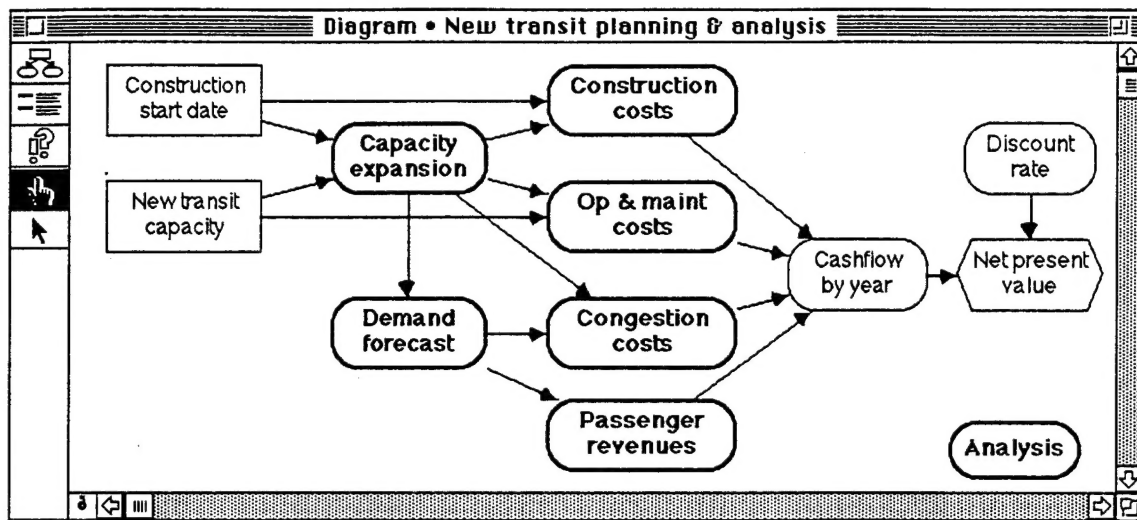 Diagram • New transit planning & analysis
Construction
start date
Construction
costs
Capacity
expansion
Discount
rate
New transit
capacity
Op & maint
costs
Cashflow
by year
Net present
value
Demand
forecast
Congestion
costs
Passenger
revenues
Analysis